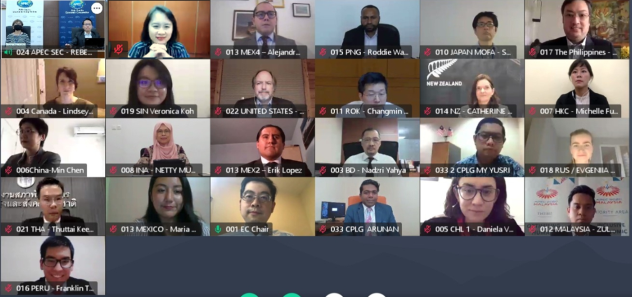 024 APEC SEC - REBE...
013 MEX4 – Alejandr...
015 PNG - Roddie Wa...
010 JAPAN MOFA - S...
017 The Philippines - ...
004 Canada - Lindsey...
019 SIN Veronica Koh
022 UNITED STATES - ...
011 ROK - Changmin ...
NEW ZEALAND
014 NZ - CATHERINE ...
007 HKC - Michelle Fu...
006China-Min Chen
008 INA - NETTY MU...
013 MEX2 – Erik Lopez
003 BD - Nadzri Yahya
033 2 CPLG MY YUSRI
018 RUS / EVGENIIA ...
021 THA - Thuttai Kee...
013 MEXICO - Maria ...
001 EC Chair
033 CPLG ARUNAN
005 CHL 1 - Daniela V...
012 MALAYSIA - ZUL...
016 PERU - Franklin T...